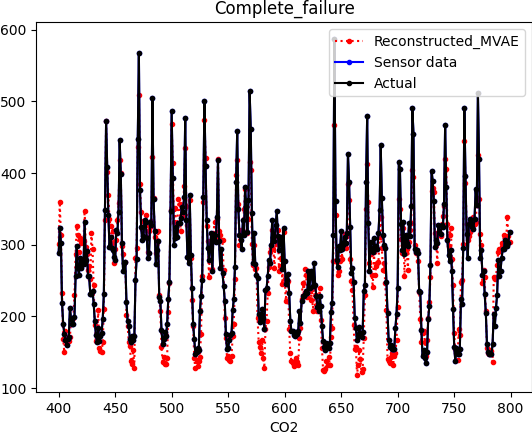 Complete_failure
Reconstructed_MVAE
Sensor data
Actual
600
500
400
300
200
100
400 450 500 550 600 650 700 750 800
CO2